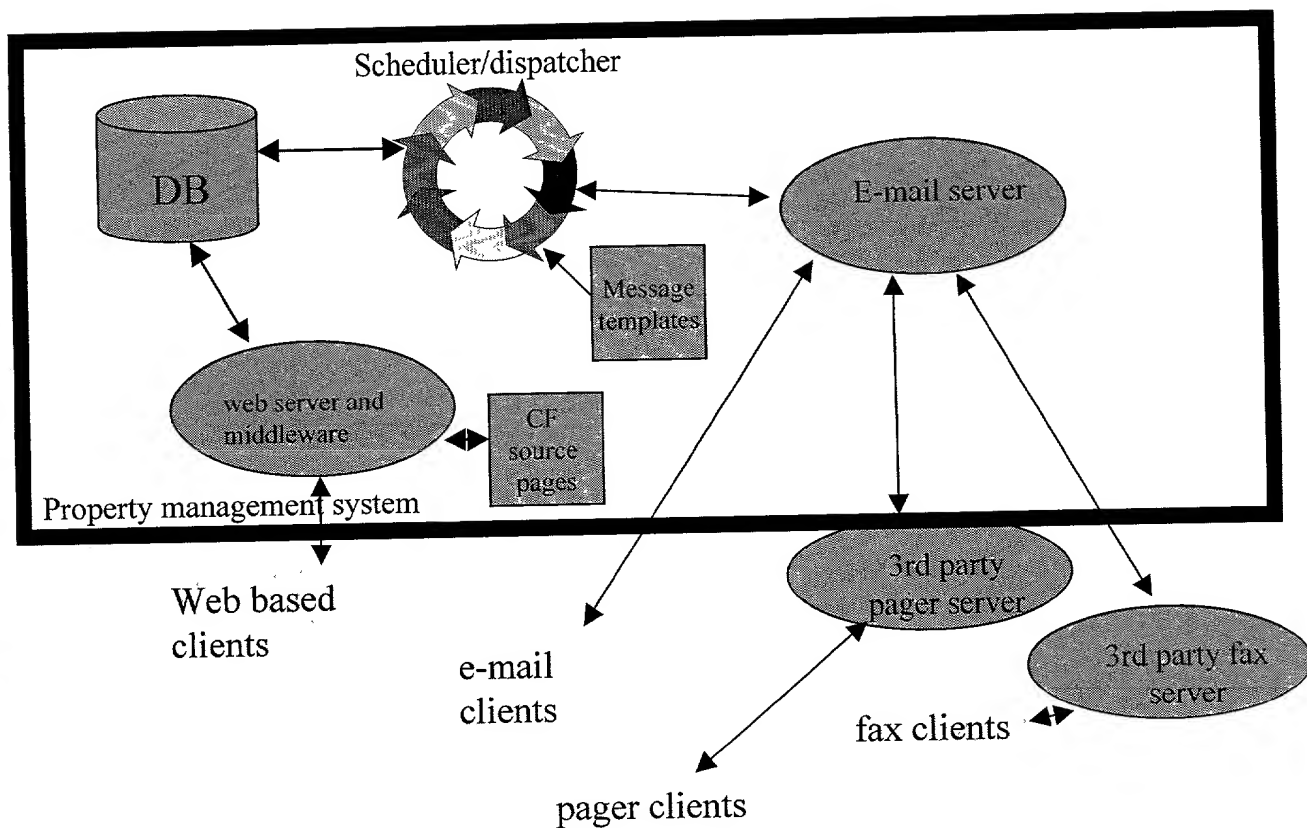 Scheduler/dispatcher
DB
E-mail server
Message
templates
web server and
middleware
CF
source
pages
Property management system
Web based
clients
3rd party
pager server
e-mail
clients
3rd party fax
server
fax clients
pager clients